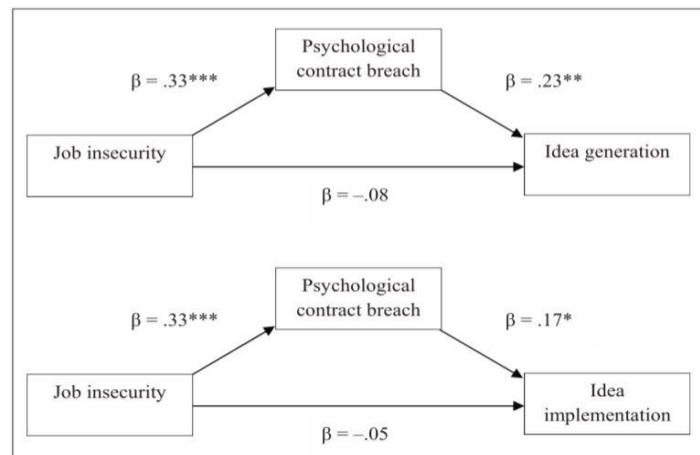 Psychological
contract breach
β = .33***
β = .23**
Job insecurity
Idea generation
β = –.08
Psychological
contract breach
β = .33***
β = .17*
Job insecurity
Idea
implementation
β = –.05